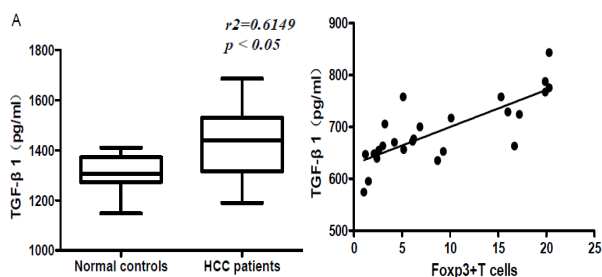 A
r2=0.6149
p < 0.05
TGF-β 1 (pg/ml)
1800
1600
1400
1200
1000
Normal controls
HCC patients
TGF-β 1 (pg/ml)
900
800
700
600
500
0
5
10
15
20
25
Foxp3+T cells